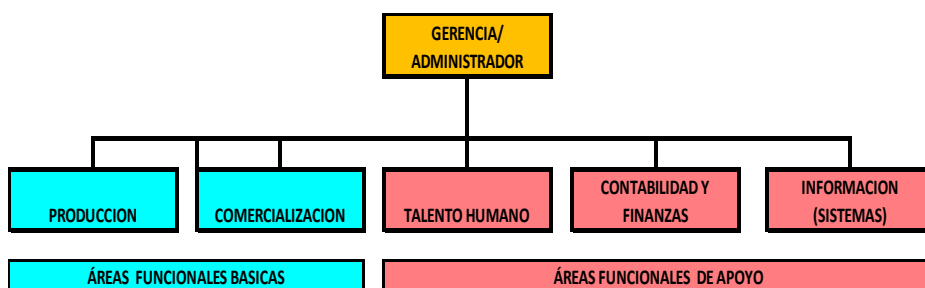 GERENCIA/
ADMINISTRADOR
PRODUCCION
COMERCIALIZACION
TALENTO HUMANO
CONTABILIDAD Y
FINANZAS
INFORMACION
(SISTEMAS)
ÁREAS FUNCIONALES BASICAS
ÁREAS FUNCIONALES DE APOYO